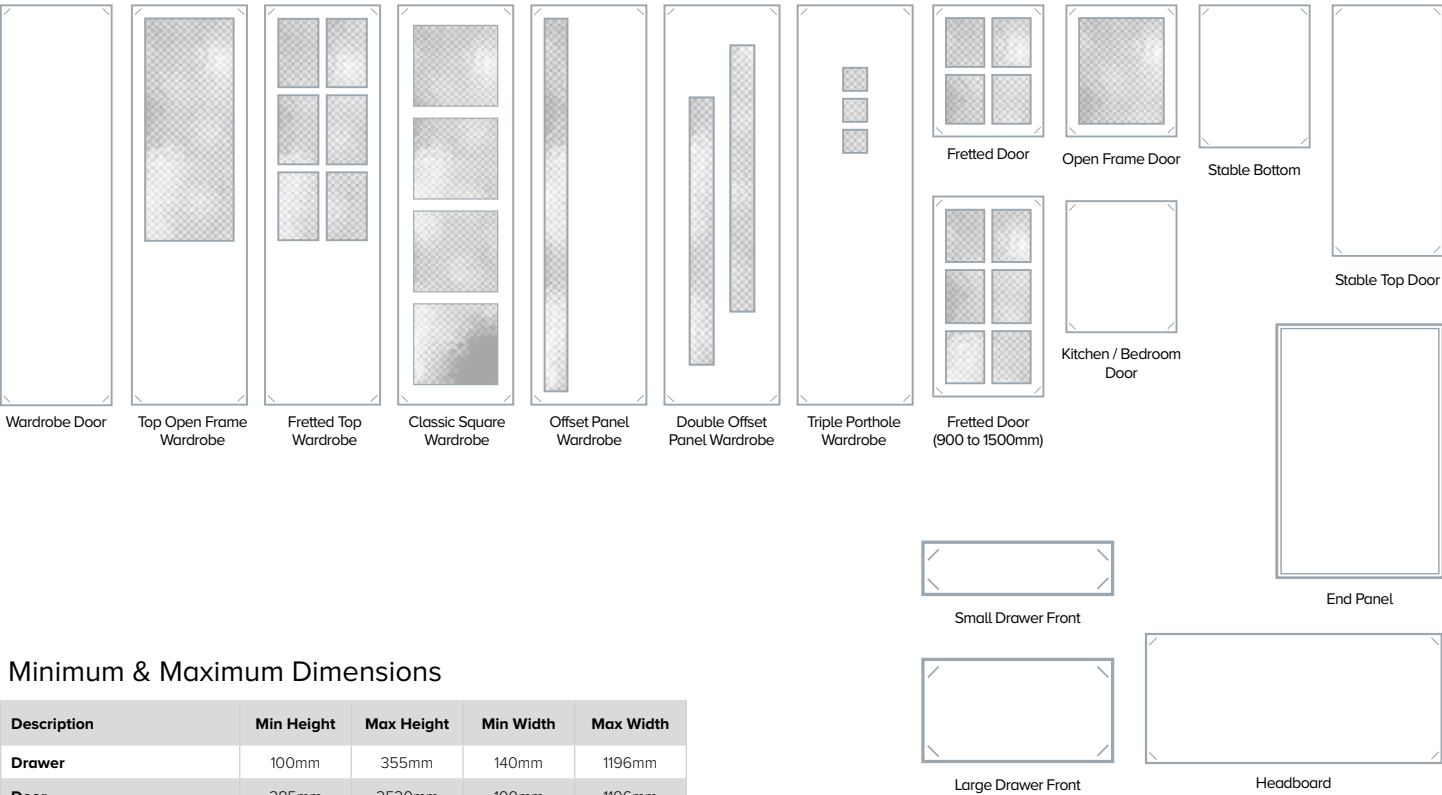 Wardrobe Door
Top Open Frame
Wardrobe
Fretted Top
Wardrobe
Classic Square
Wardrobe
Offset Panel
Wardrobe
Double Offset
Panel Wardrobe
Triple Porthole
Wardrobe
Fretted Door
Open Frame Door
Stable Bottom
Stable Top Door
Kitchen / Bedroom
Door
Fretted Door
(900 to 1500mm)
End Panel
Small Drawer Front
Large Drawer Front
Headboard
Minimum & Maximum Dimensions
Description Min Height Max Height Min Width Max Width
Drawer 100mm 355mm 140mm 1196mm